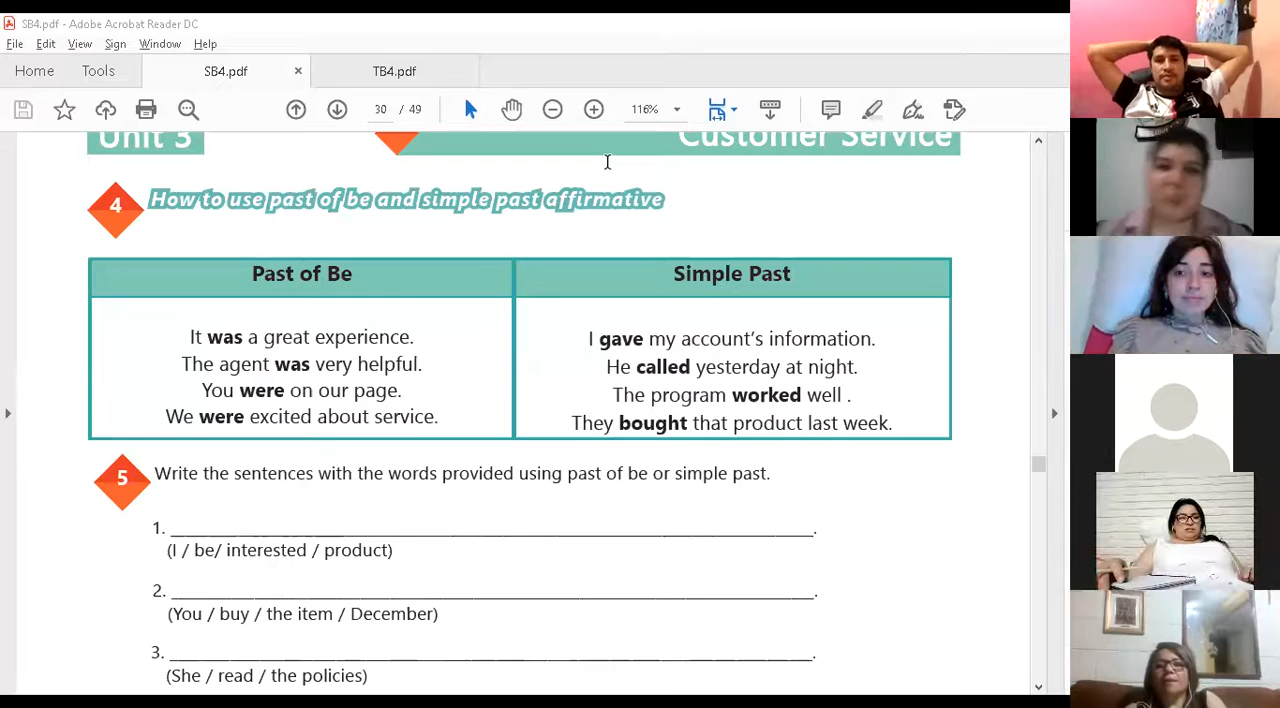 SB4.pdf - Adobe Acrobat Reader DC
File Edit View Sign Window Help
Home Tools SB4.pdf × TB4.pdf
30 / 49 116%
Unit 3 Customer Service
4 How to use past of be and simple past affirmative
Past of Be Simple Past
It was a great experience. I gave my account’s information.
The agent was very helpful. He called yesterday at night.
You were on our page. The program worked well .
We were excited about service. They bought that product last week.
5 Write the sentences with the words provided using past of be or simple past.
1. ______________________________.
(I / be/ interested / product)
2. ______________________________.
(You / buy / the item / December)
3. ______________________________.
(She / read / the policies)